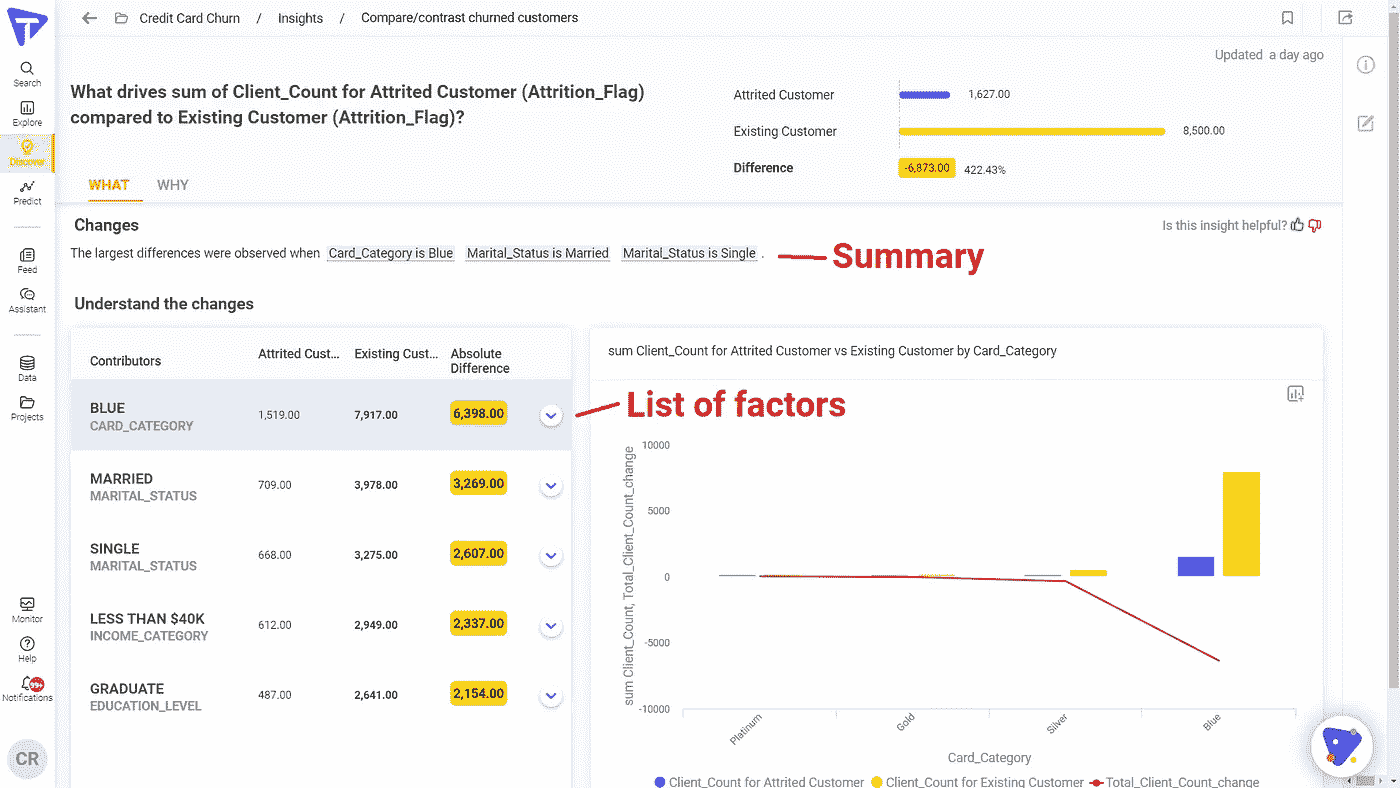 Credit Card Churn / Insights / Compare/contrast churned customers
Updated a day ago
Search
Explore
Discover
Predict
Feed
Assistant
Data
Projects
Monitor
Help
99+
Notifications
CR
What drives sum of Client_Count for Attrited Customer (Attrition_Flag)
compared to Existing Customer (Attrition_Flag)?
Attrited Customer 1,627.00
Existing Customer 8,500.00
Difference -6,873.00 422.43%
WHAT WHY
Changes
Is this insight helpful?
The largest differences were observed when Card_Category is Blue Marital_Status is Married Marital_Status is Single .
Summary
Understand the changes
Contributors Attrited Cust... Existing Cust... Absolute
Difference
BLUE
CARD_CATEGORY
1,519.00 7,917.00 6,398.00
List of factors
MARRIED
MARITAL_STATUS
709.00 3,978.00 3,269.00
SINGLE
MARITAL_STATUS
668.00 3,275.00 2,607.00
LESS THAN $40K
INCOME_CATEGORY
612.00 2,949.00 2,337.00
GRADUATE
EDUCATION_LEVEL
487.00 2,641.00 2,154.00
sum Client_Count for Attrited Customer vs Existing Customer by Card_Category
sum Client_Count, Total_Client_Count_change
10000
5000
0
-5000
-10000
Platinum Gold Silver Blue
Card_Category
Client_Count for Attrited Customer Client_Count for Existing Customer Total_Client_Count_change